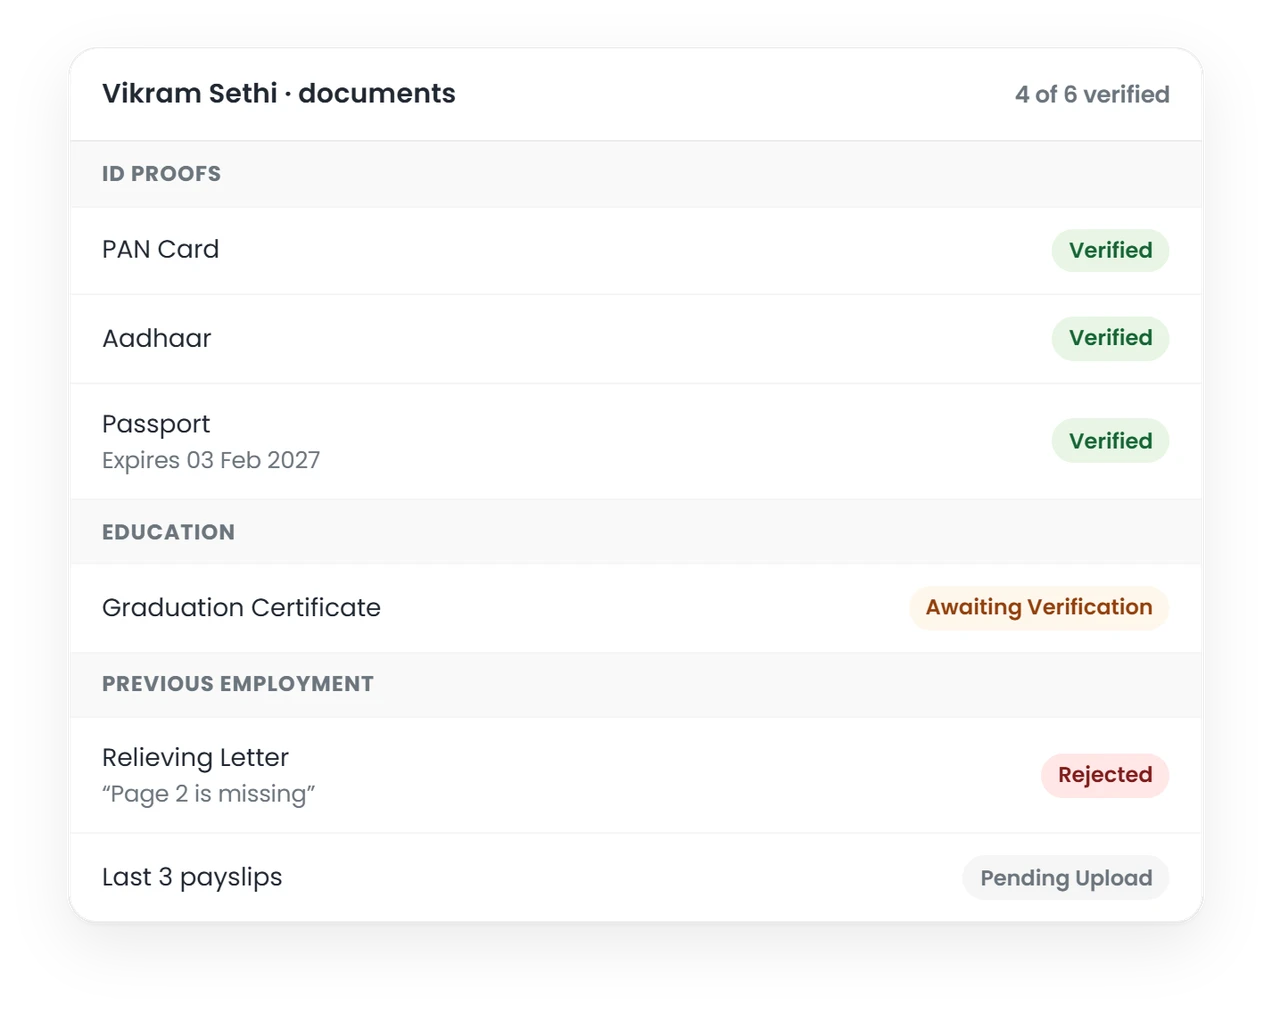 Vikram Sethi · documents
4 of 6 verified
ID PROOFS
PAN Card
Verified
Aadhaar
Verified
Passport
Expires 03 Feb 2027
Verified
EDUCATION
Graduation Certificate
Awaiting Verification
PREVIOUS EMPLOYMENT
Relieving Letter
“Page 2 is missing”
Rejected
Last 3 payslips
Pending Upload